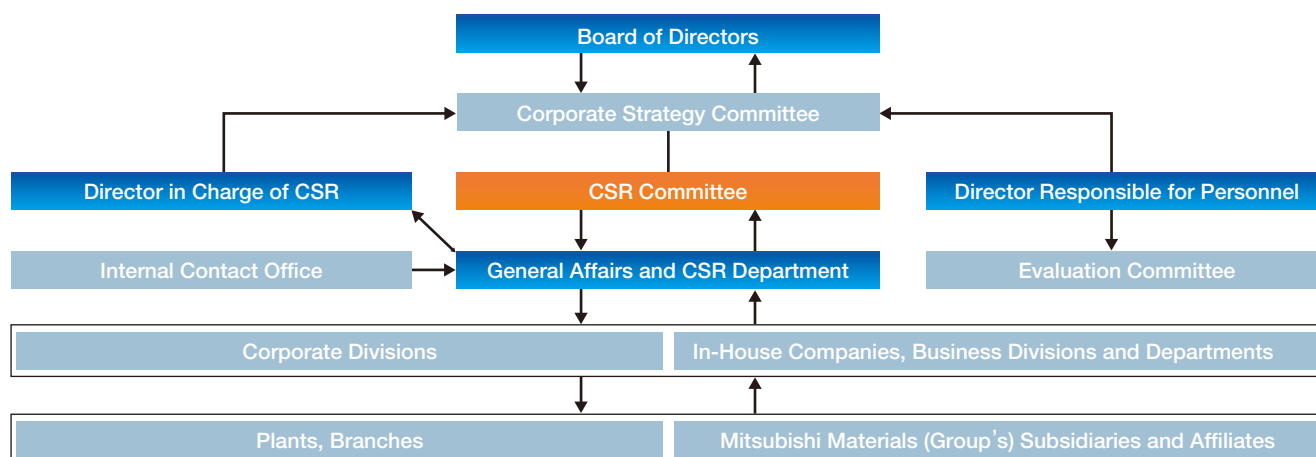 Board of Directors
Corporate Strategy Committee
Director in Charge of CSR
CSR Committee
Director Responsible for Personnel
Internal Contact Office
General Affairs and CSR Department
Evaluation Committee
Corporate Divisions
In-House Companies, Business Divisions and Departments
Plants, Branches
Mitsubishi Materials (Group’s) Subsidiaries and Affiliates